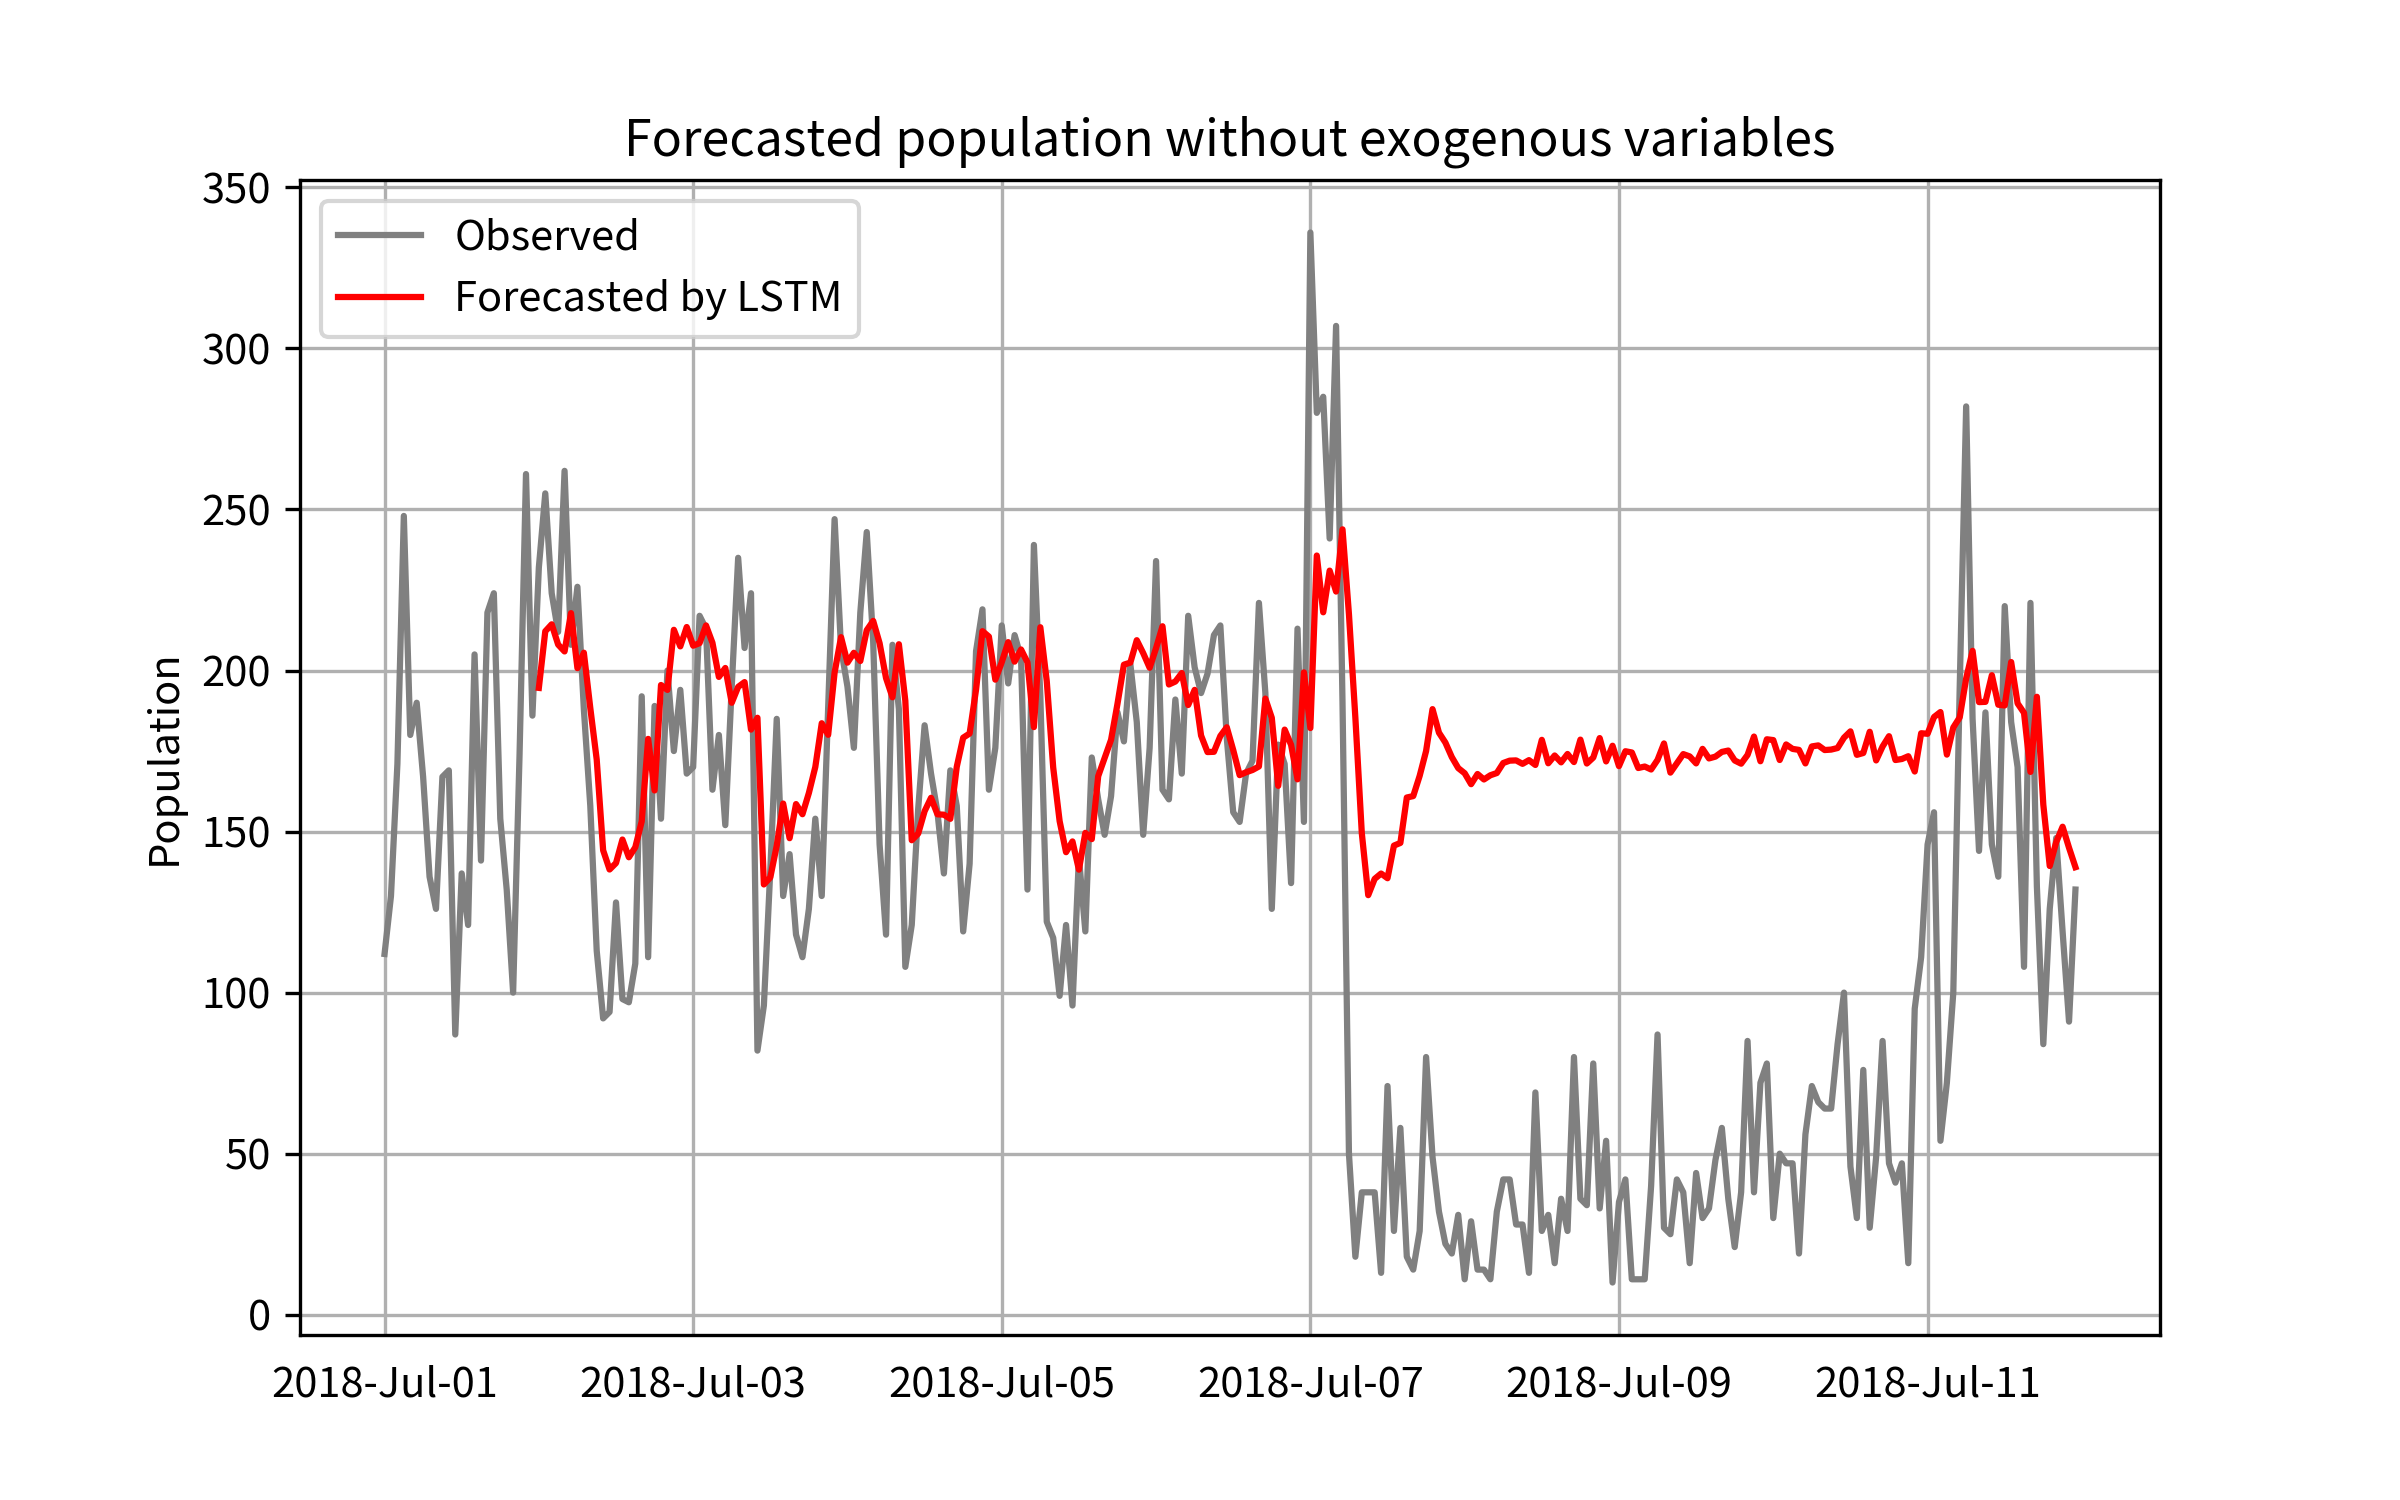 Forecasted population without exogenous variables
350
300
250
200
150
100
50
0
Population
Observed
Forecasted by LSTM
2018-Jul-01
2018-Jul-03
2018-Jul-05
2018-Jul-07
2018-Jul-09
2018-Jul-11